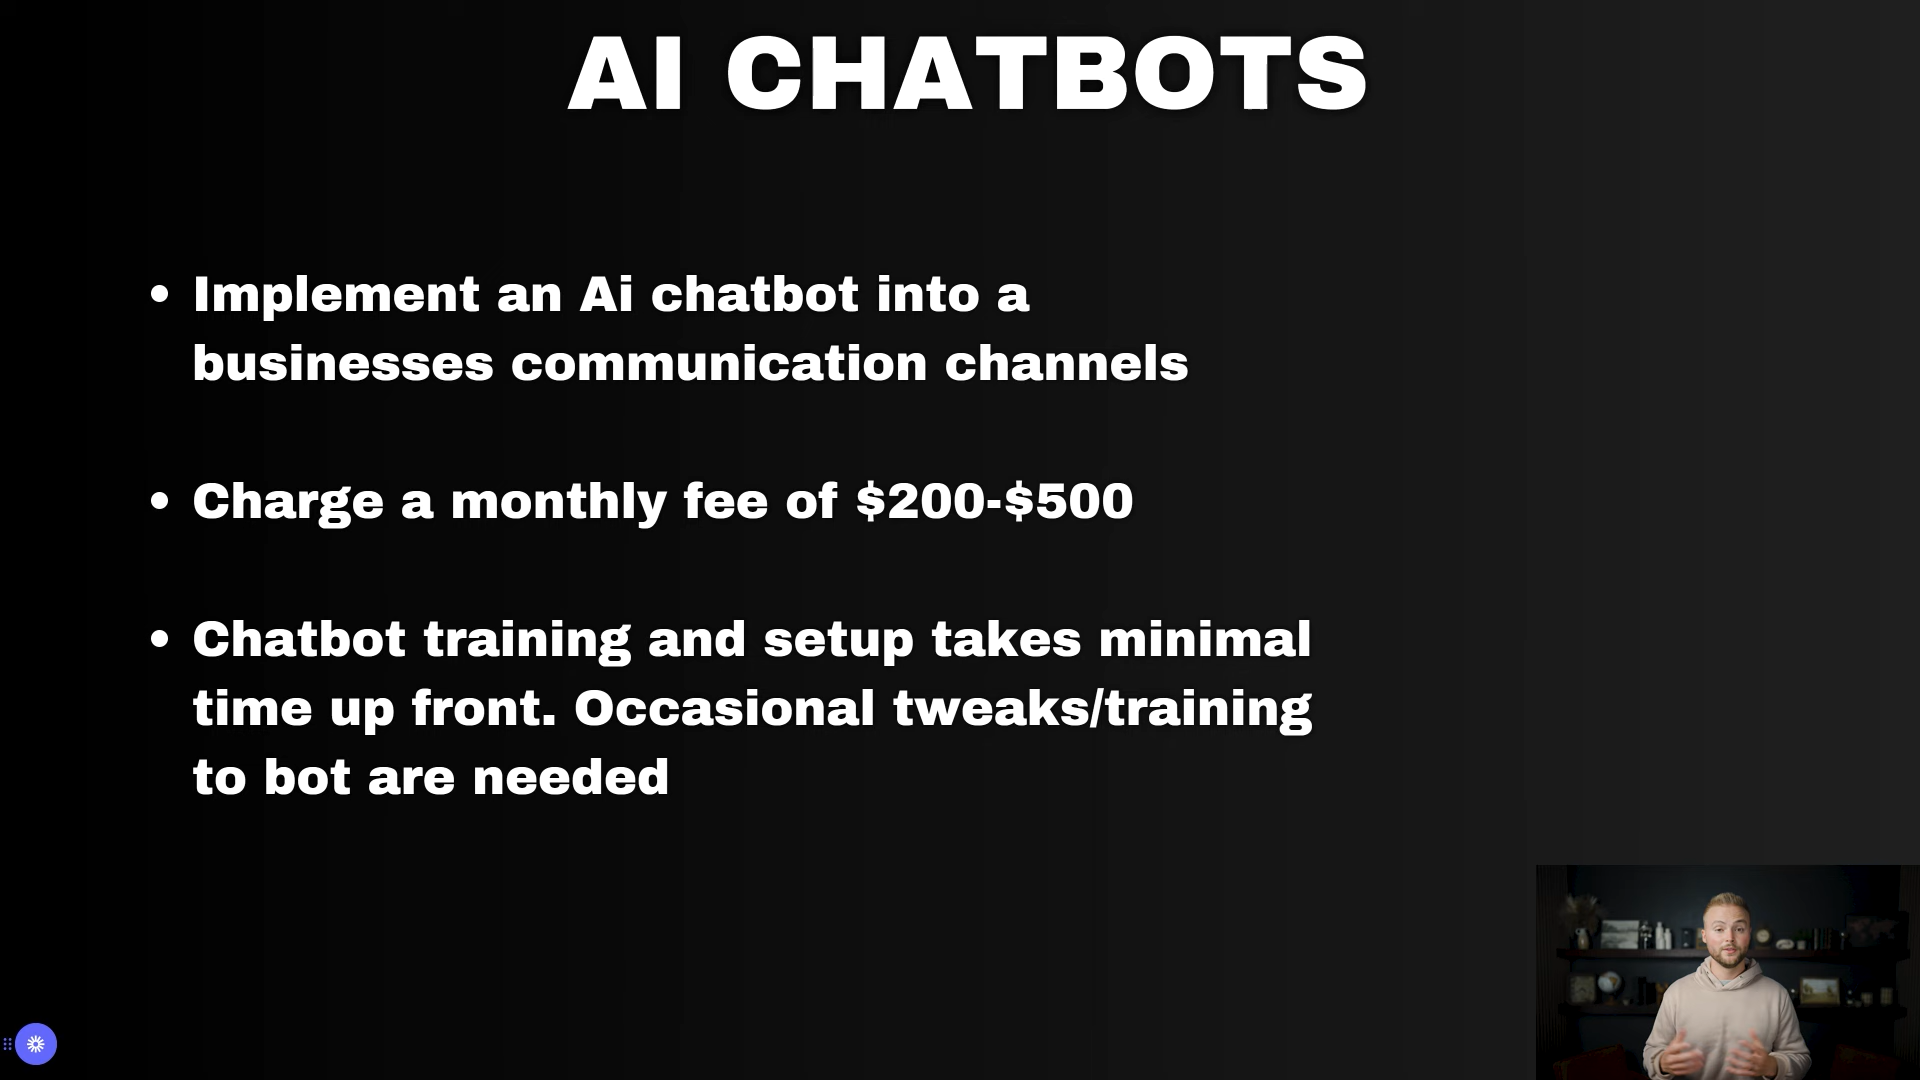 AI CHATBOTS
• Implement an Ai chatbot into a
businesses communication channels
• Charge a monthly fee of $200-$500
• Chatbot training and setup takes minimal
time up front. Occasional tweaks/training
to bot are needed